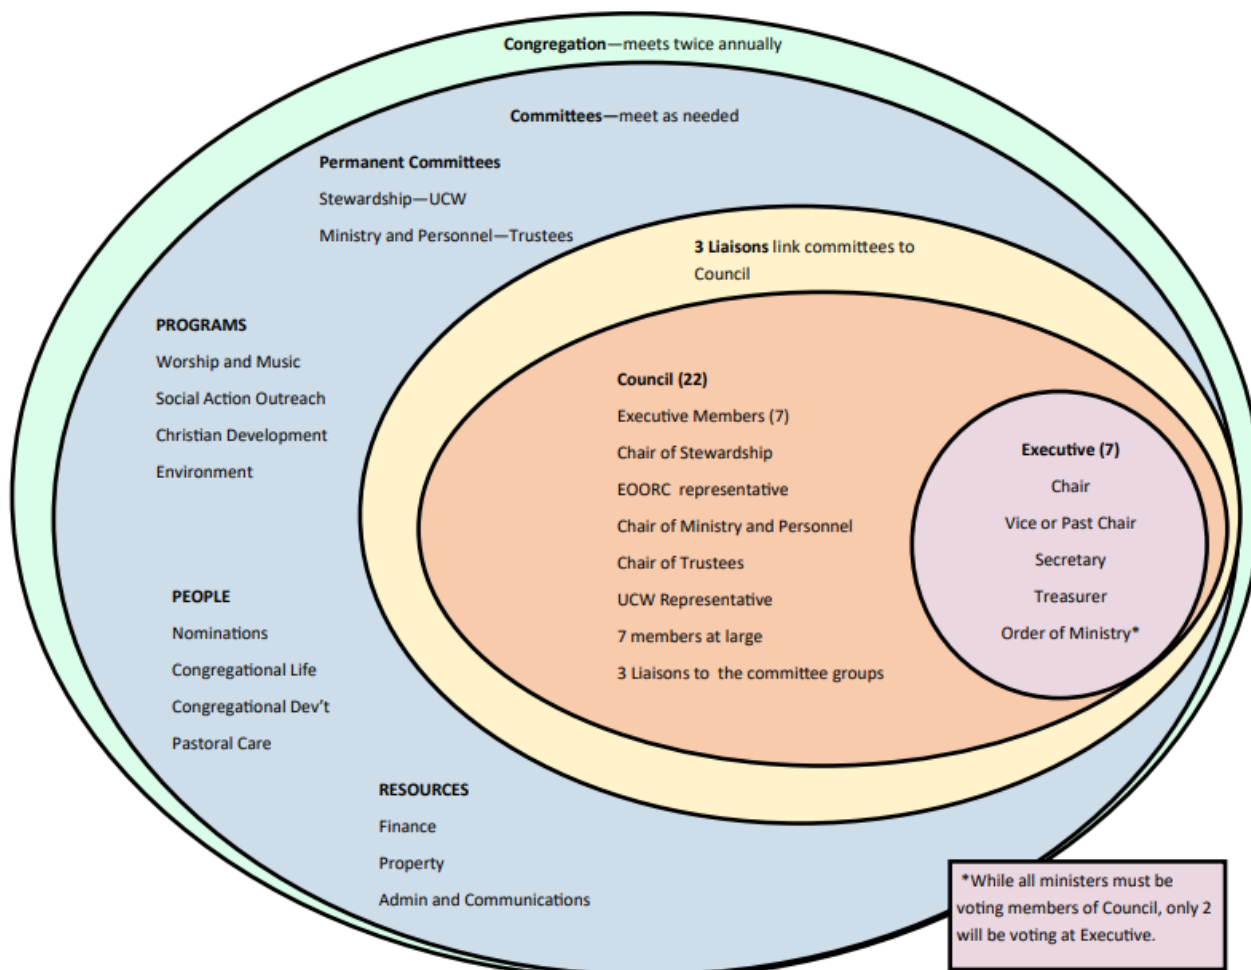 Congregation—meets twice annually
Committees—meet as needed
Permanent Committees
Stewardship—UCW
Ministry and Personnel—Trustees
3 Liaisons link committees to
Council
PROGRAMS
Worship and Music
Social Action Outreach
Christian Development
Environment
Council (22)
Executive Members (7)
Chair of Stewardship
EOORC  representative
Chair of Ministry and Personnel
Chair of Trustees
UCW Representative
7 members at large
3 Liaisons to  the committee groups
Executive (7)
Chair
Vice or Past Chair
Secretary
Treasurer
Order of Ministry*
PEOPLE
Nominations
Congregational Life
Congregational Dev’t
Pastoral Care
RESOURCES
Finance
Property
Admin and Communications
*While all ministers must be
voting members of Council, only 2
will be voting at Executive.